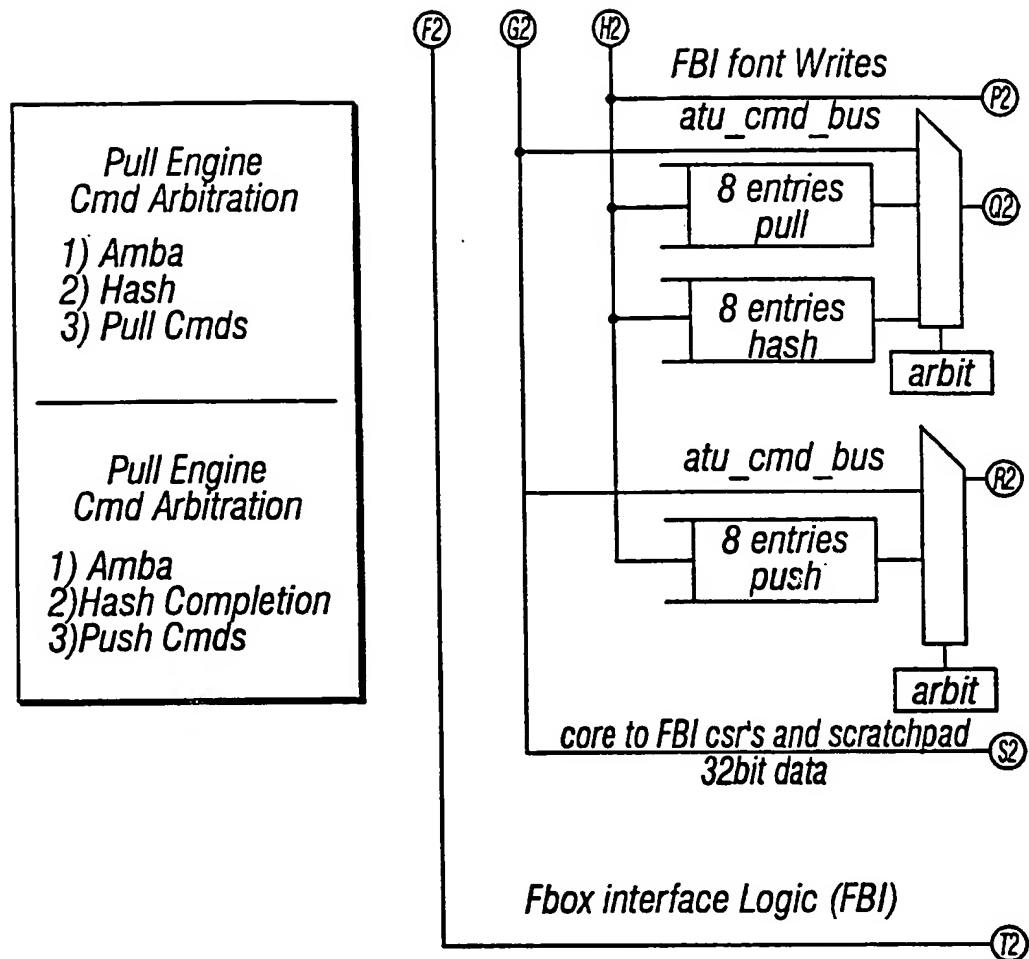 F2
G2
H2
FBI font Writes
P2
atu_cmd_bus
8 entries
pull
Q2
8 entries
hash
arbit
Pull Engine
Cmd Arbitration
1) Amba
2) Hash
3) Pull Cmds
Pull Engine
Cmd Arbitration
1) Amba
2)Hash Completion
3)Push Cmds
atu_cmd_bus
R2
8 entries
push
arbit
core to FBI csr's and scratchpad
32bit data
S2
Fbox interface Logic (FBI)
T2